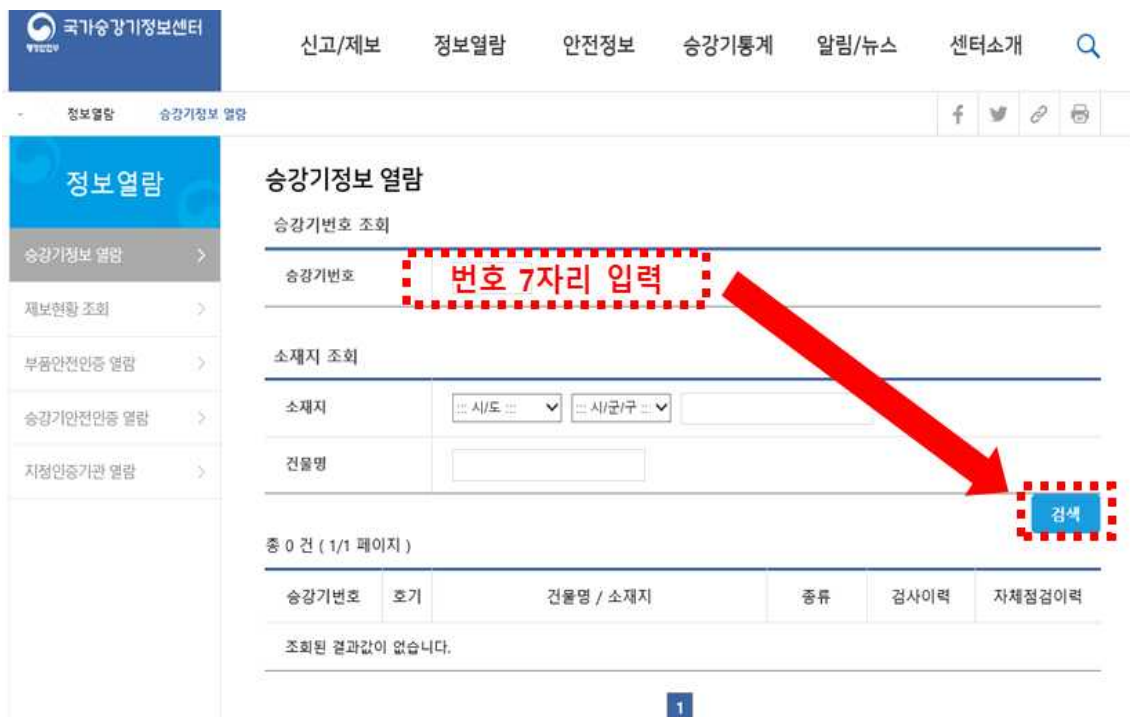 국가승강기정보센터
행정안전부
신고/제보 정보열람 안전정보 승강기통계 알림/뉴스 센터소개
정보열람 승강기정보 열람
정보열람
승강기정보 열람
제보현황 조회
부품안전인증 열람
승강기안전인증 열람
지정인증기관 열람
승강기정보 열람
승강기번호 조회
승강기번호 번호 7자리 입력
소재지 조회
소재지 ::: 시/도 ::: ::: 시/군/구 :::
건물명
검색
총 0 건 ( 1/1 페이지 )
승강기번호 호기 건물명 / 소재지 종류 검사이력 자체점검이력
조회된 결과값이 없습니다.
1